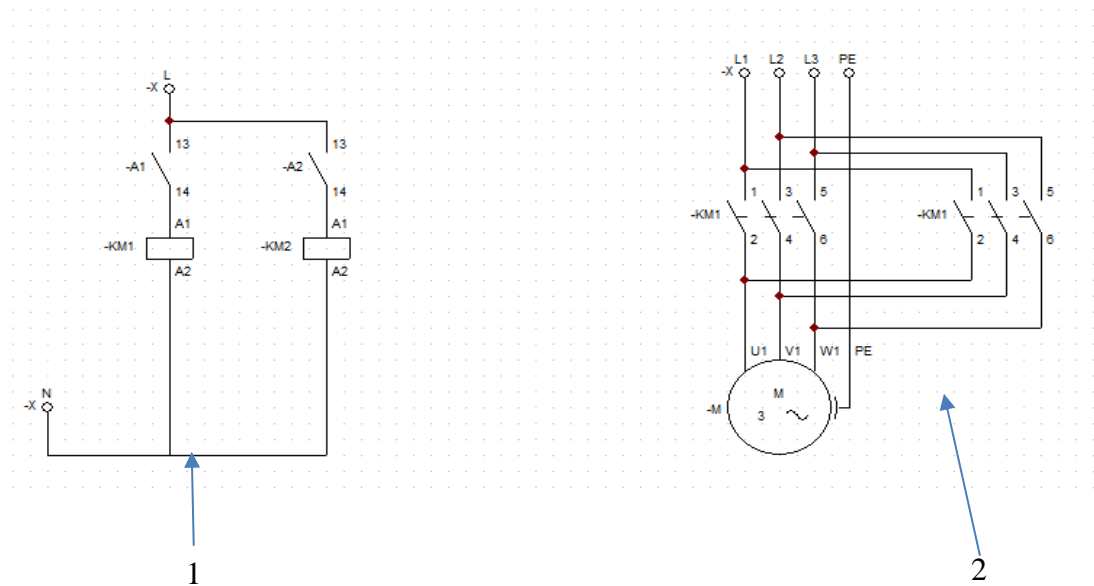 L
-X
13
13
-A1
-A2
14
14
A1
A1
-KM1
-KM2
A2
A2
N
-X
1
L1 L2 L3 PE
-X
1 3 5
-KM1
2 4 6
1 3 5
-KM1
2 4 6
U1 V1 W1 PE
M
-M
3
2